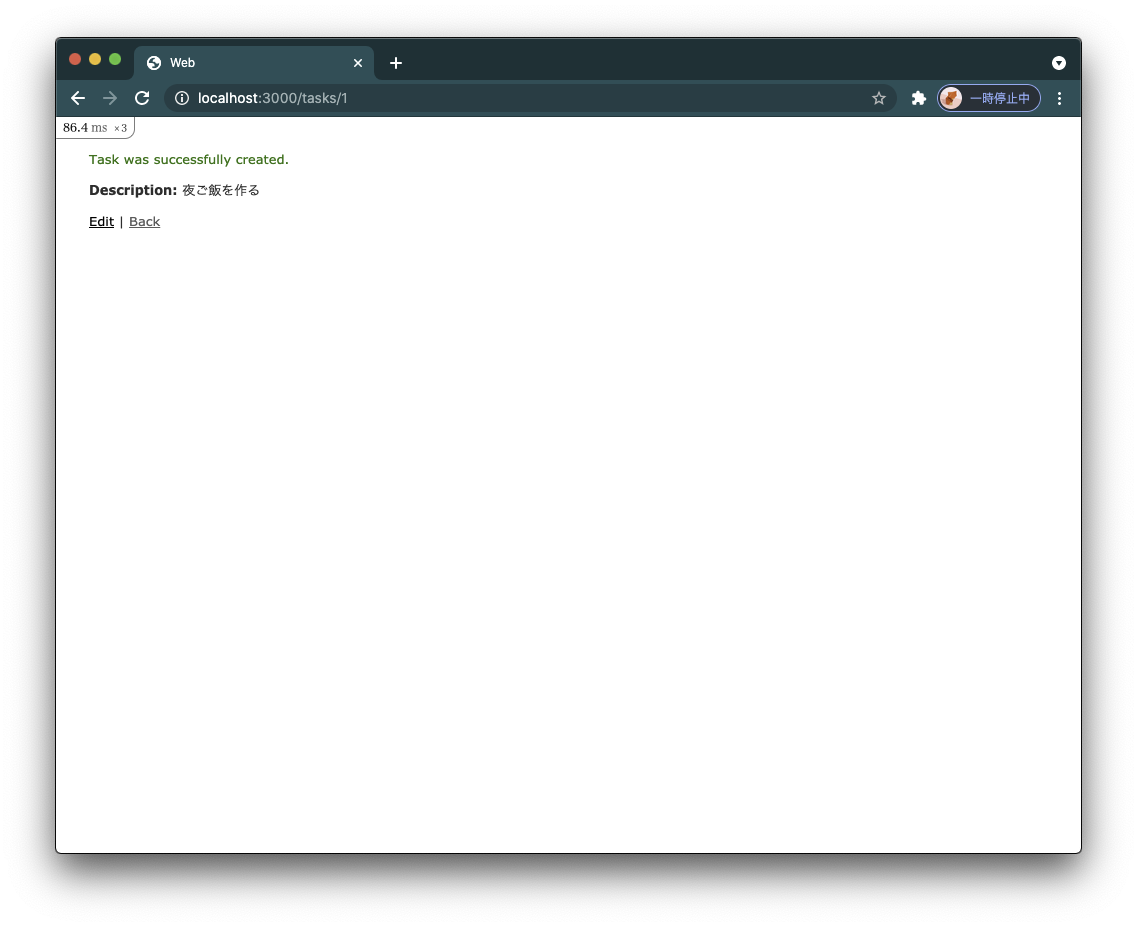 Web
localhost:3000/tasks/1
一時停止中
86.4 ms ×3
Task was successfully created.
Description: 夜ご飯を作る
Edit | Back